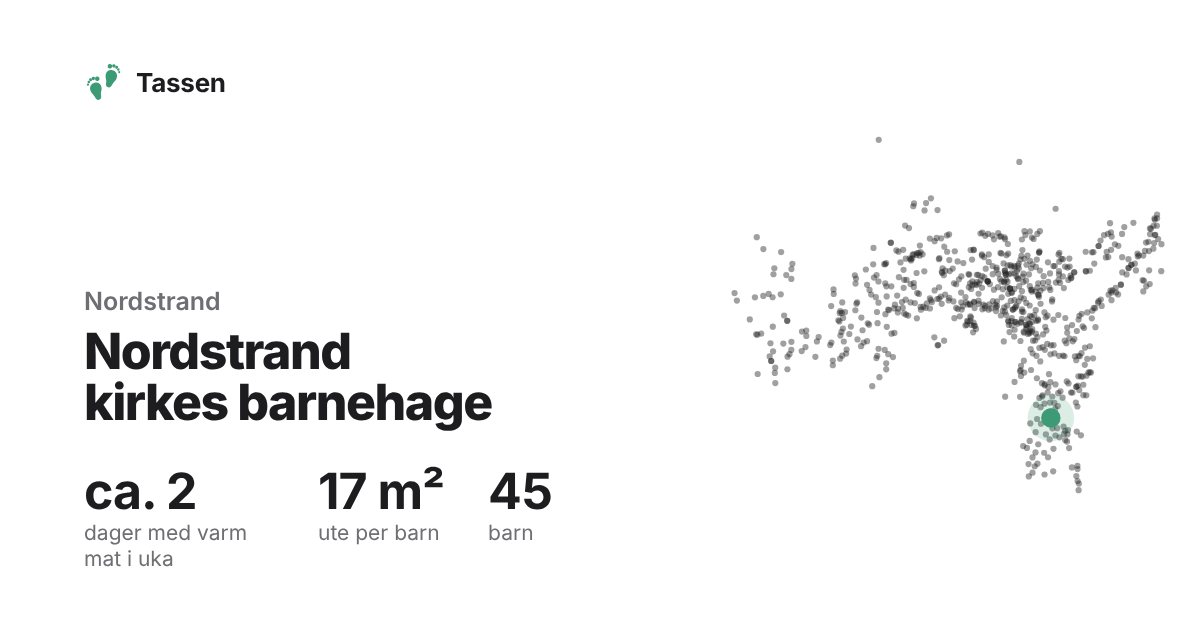 Tassen
Nordstrand
Nordstrand
kirkes barnehage
ca. 2
dager med varm
mat i uka
17 m²
ute per barn
45
barn